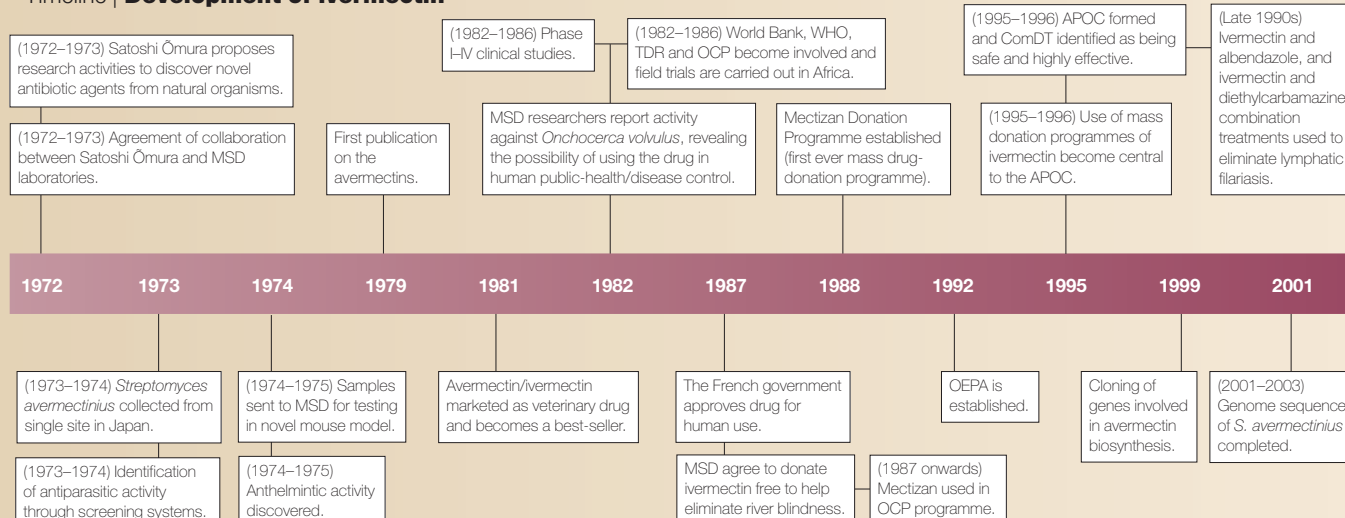 Timeline | Development of ivermectin
(1972–1973) Satoshi Õmura proposes
research activities to discover novel
antibiotic agents from natural organisms.
(1972–1973) Agreement of collaboration
between Satoshi Õmura and MSD
laboratories.
First publication
on the
avermectins.
(1982–1986) Phase
I–IV clinical studies.
(1982–1986) World Bank, WHO,
TDR and OCP become involved and
field trials are carried out in Africa.
MSD researchers report activity
against Onchocerca volvulus, revealing
the possibility of using the drug in
human public-health/disease control.
Mectizan Donation
Programme established
(first ever mass drug-
donation programme).
(1995–1996) APOC formed
and ComDT identified as being
safe and highly effective.
(1995–1996) Use of mass
donation programmes of
ivermectin become central
to the APOC.
(Late 1990s)
Ivermectin and
albendazole, and
ivermectin and
diethylcarbamazine
combination
treatments used to
eliminate lymphatic
filariasis.
1972 1973 1974 1979 1981 1982 1987 1988 1992 1995 1999 2001
(1973–1974) Streptomyces
avermectinius collected from
single site in Japan.
(1973–1974) Identification
of antiparasitic activity
through screening systems.
(1974–1975) Samples
sent to MSD for testing
in novel mouse model.
(1974–1975)
Anthelmintic activity
discovered.
Avermectin/ivermectin
marketed as veterinary drug
and becomes a best-seller.
The French government
approves drug for
human use.
MSD agree to donate
ivermectin free to help
eliminate river blindness.
(1987 onwards)
Mectizan used in
OCP programme.
OEPA is
established.
Cloning of
genes involved
in avermectin
biosynthesis.
(2001–2003)
Genome sequence
of S. avermectinius
completed.